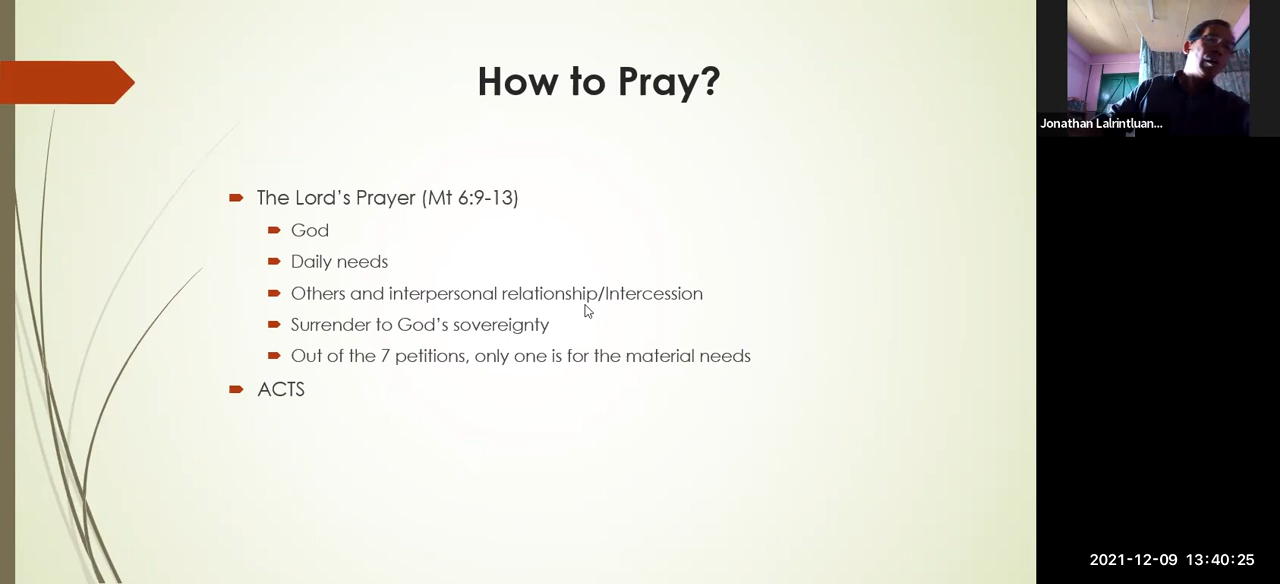 How to Pray?
The Lord’s Prayer (Mt 6:9-13)
God
Daily needs
Others and interpersonal relationship/Intercession
Surrender to God’s sovereignty
Out of the 7 petitions, only one is for the material needs
ACTS
Jonathan Lalrintluan...
2021-12-09 13:40:25